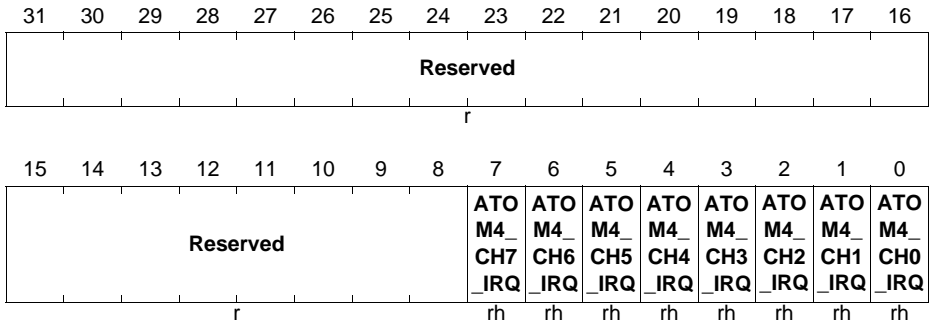 31 30 29 28 27 26 25 24 23 22 21 20 19 18 17 16
Reserved
r
15 14 13 12 11 10 9 8 7 6 5 4 3 2 1 0
Reserved
ATO ATO ATO ATO ATO ATO ATO ATO
M4_ M4_ M4_ M4_ M4_ M4_ M4_ M4_
CH7 CH6 CH5 CH4 CH3 CH2 CH1 CH0
_IRQ _IRQ _IRQ _IRQ _IRQ _IRQ _IRQ _IRQ
r rh rh rh rh rh rh rh rh